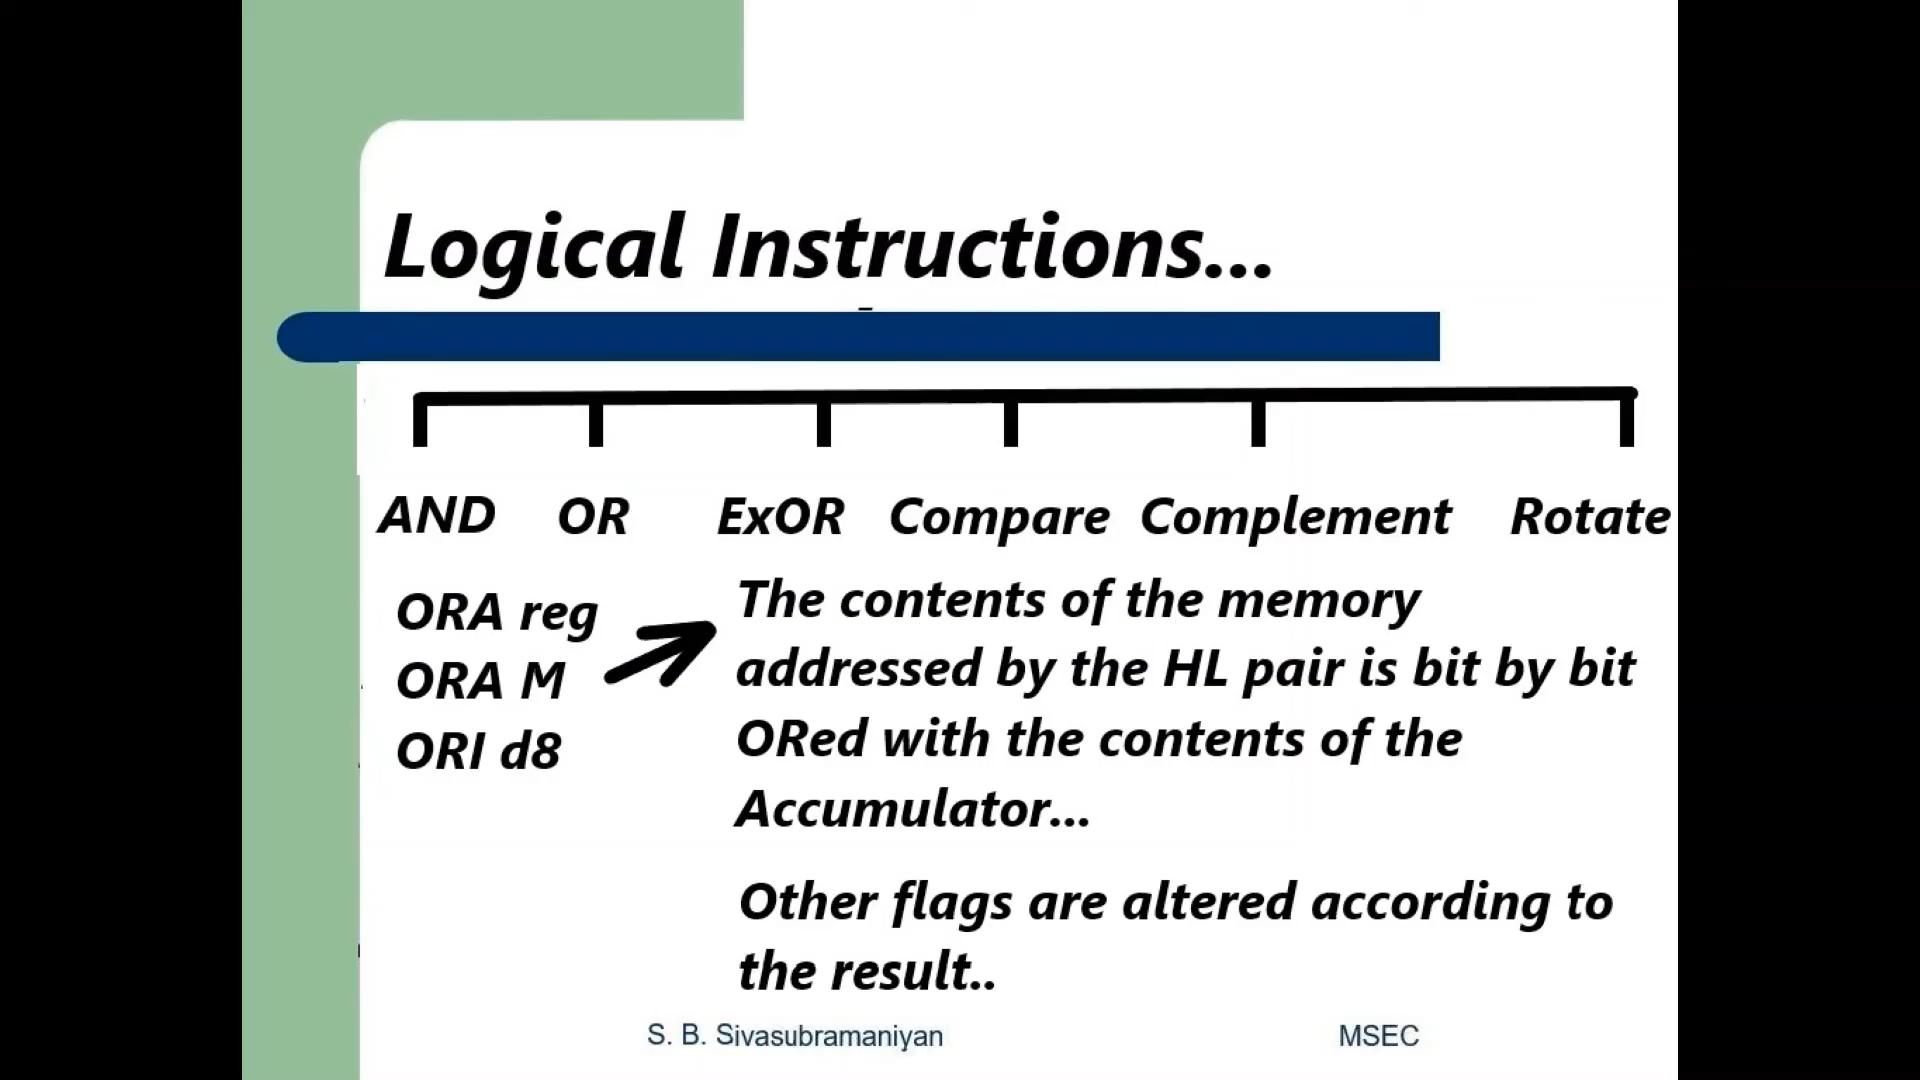 Logical Instructions...
AND OR ExOR Compare Complement Rotate
ORA reg
ORA M
ORI d8
The contents of the memory
addressed by the HL pair is bit by bit
ORed with the contents of the
Accumulator...
Other flags are altered according to
the result..
S. B. Sivasubramaniyan MSEC